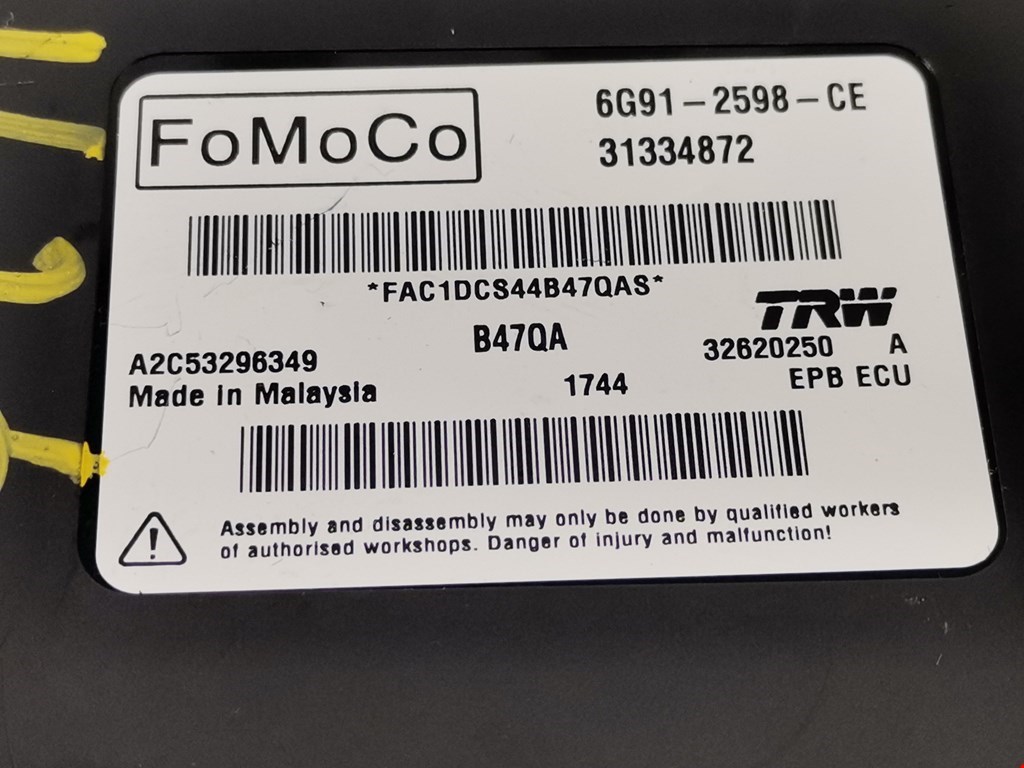 FoMoCo
6G91-2598-CE
31334872
*FAC1DCS44B47QAS*
TRW
B47QA
32620250 A
A2C53296349
EPB ECU
Made in Malaysia
1744
Assembly and disassembly may only be done by qualified workers
of authorised workshops. Danger of injury and malfunction!